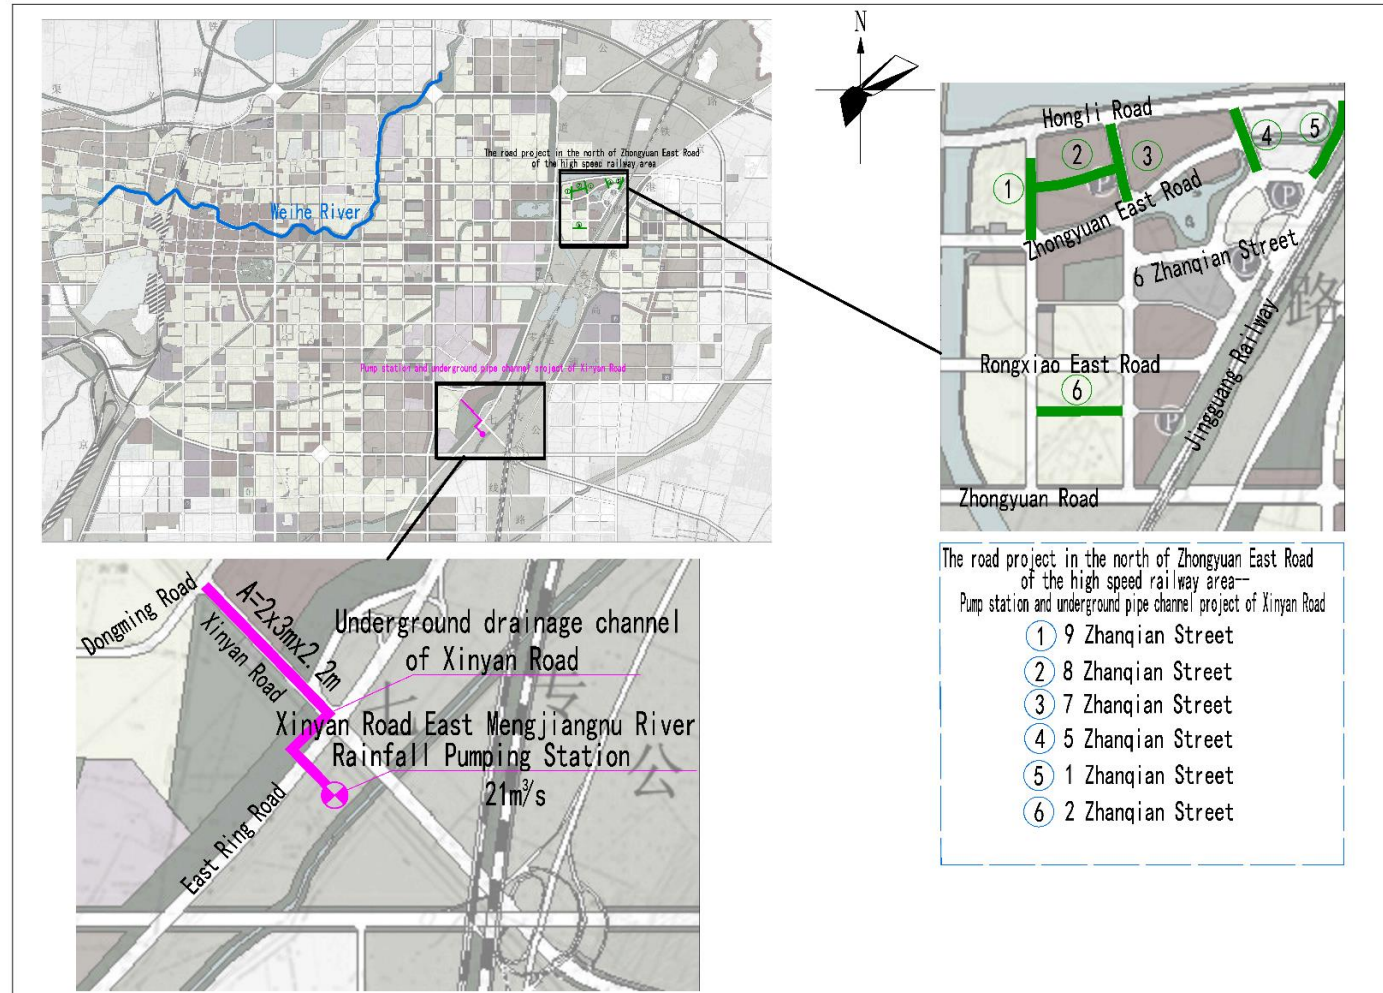 N
The road project in the north of Zhongyuan East Road
of the high speed railway area
Weihe River
Pump station and underground pipe channel project of Xinyan Road
Hongli Road
1
2
3
4
5
P
Zhongyuan East Road
6 Zhanqian Street
P
P
路
Rongxiao East Road
6
P
Jingguang Railway
Zhongyuan Road
Dongming Road
A=2x3mx2.2m
Xinyan Road
Underground drainage channel
of Xinyan Road
Xinyan Road East Mengjiangnu River
Rainfall Pumping Station
21m³/s
East Ring Road
专
公
The road project in the north of Zhongyuan East Road
of the high speed railway area--
Pump station and underground pipe channel project of Xinyan Road
1 9 Zhanqian Street
2 8 Zhanqian Street
3 7 Zhanqian Street
4 5 Zhanqian Street
5 1 Zhanqian Street
6 2 Zhanqian Street